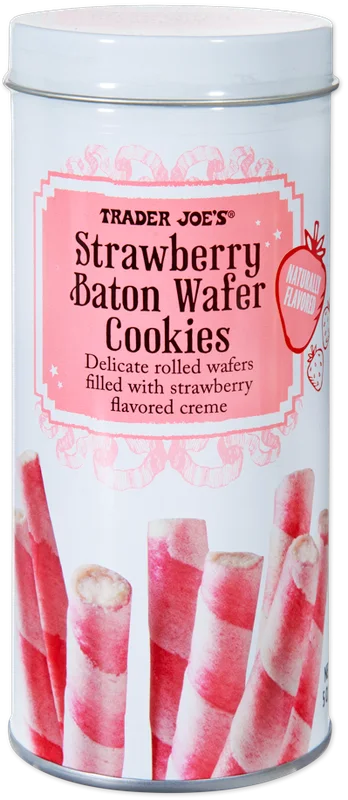 TRADER JOE'S®
Strawberry
Baton Wafer
Cookies
Delicate rolled wafers
filled with strawberry
flavored creme
NATURALLY
FLAVORED